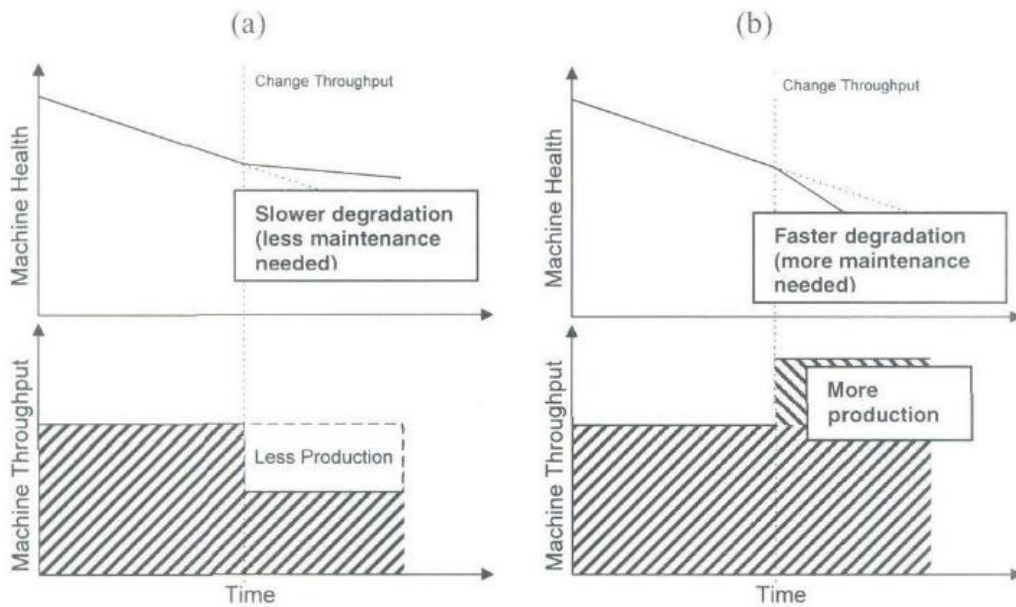 (a)
Change Throughput
Machine Health
Slower degradation
(less maintenance
needed)
Machine Throughput
Less Production
Time
(b)
Change Throughput
Machine Health
Faster degradation
(more maintenance
needed)
Machine Throughput
More
production
Time